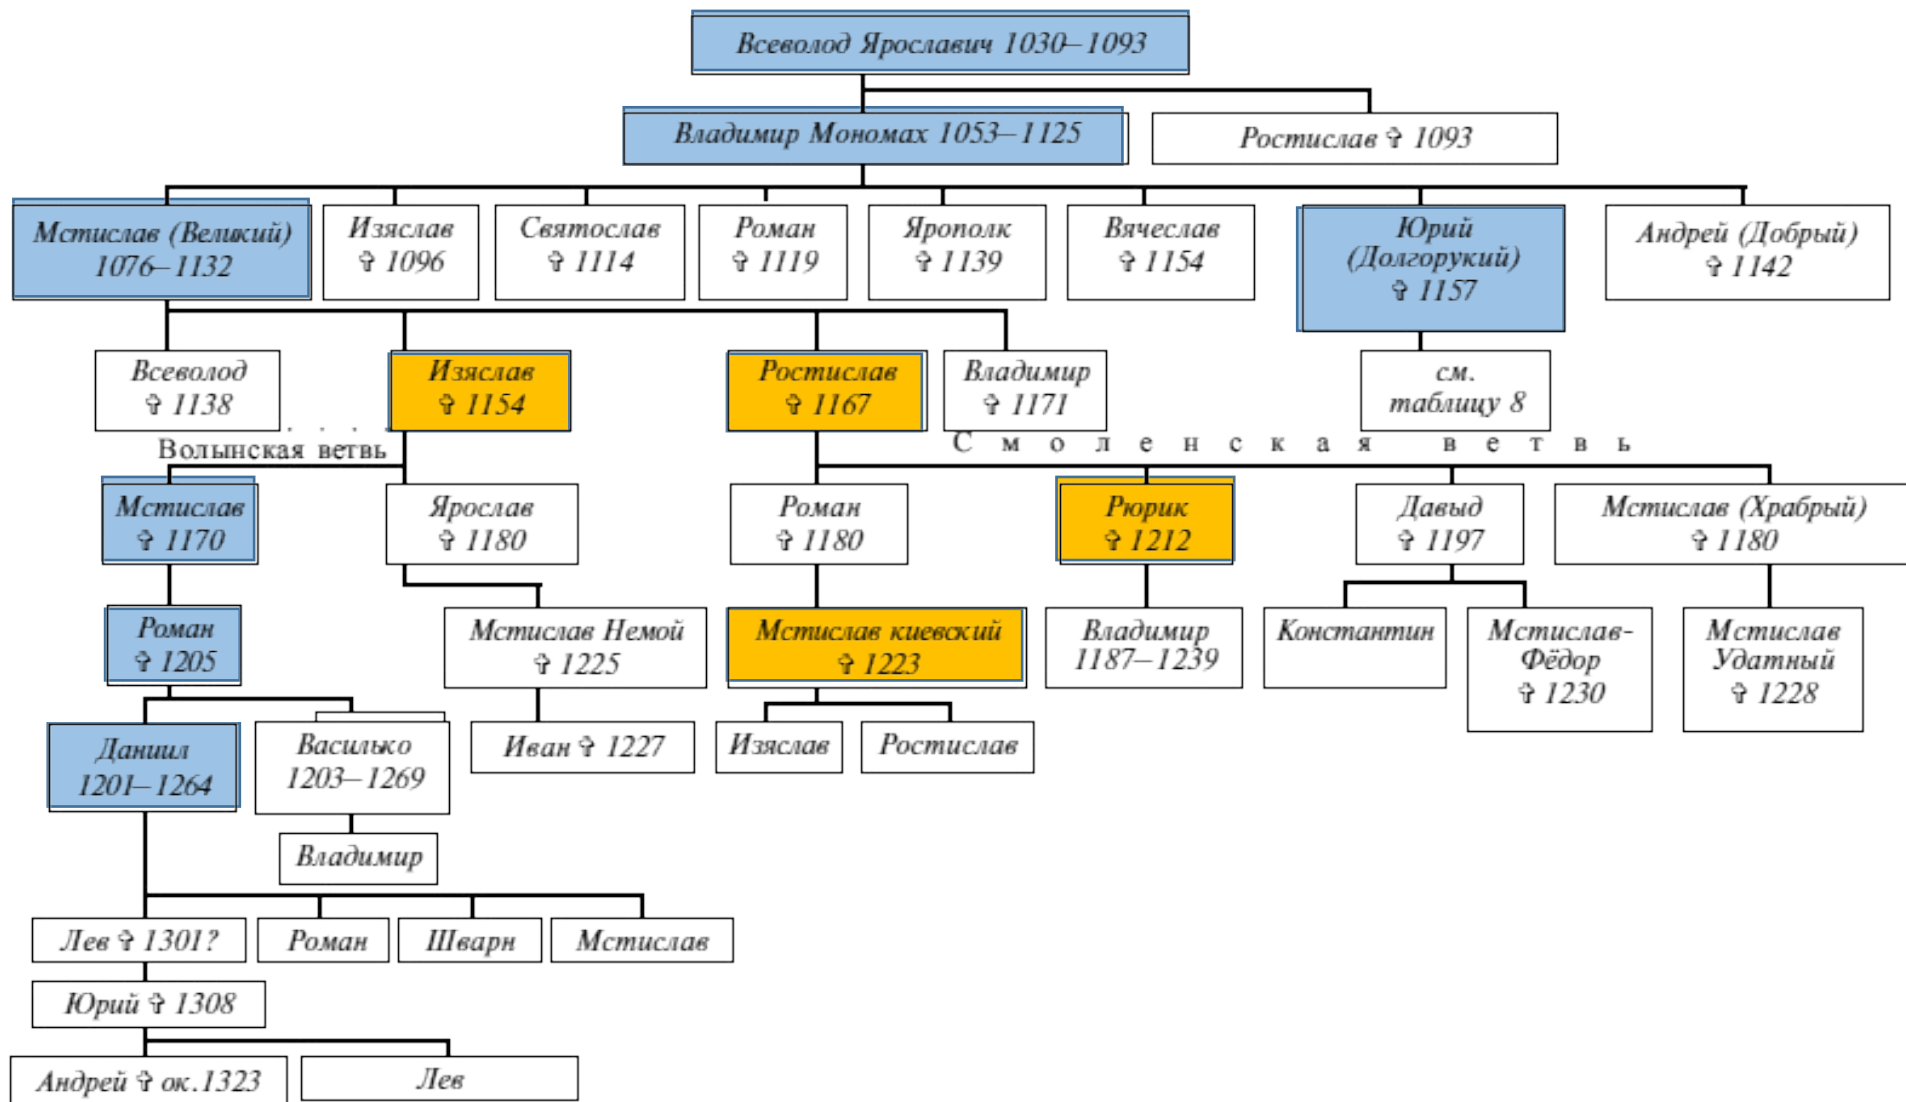 Всеволод Ярославич 1030–1093
Владимир Мономах 1053–1125
Ростислав ✞ 1093
Мстислав (Великий)
1076–1132
Изяслав
✞ 1096
Святослав
✞ 1114
Роман
✞ 1119
Ярополк
✞ 1139
Вячеслав
✞ 1154
Юрий
(Долгорукий)
✞ 1157
Андрей (Добрый)
✞ 1142
Всеволод
✞ 1138
Изяслав
✞ 1154
Ростислав
✞ 1167
Владимир
✞ 1171
см.
таблицу 8
Волынская ветвь
Смоленская ветвь
Мстислав
✞ 1170
Ярослав
✞ 1180
Роман
✞ 1180
Рюрик
✞ 1212
Давыд
✞ 1197
Мстислав (Храбрый)
✞ 1180
Роман
✞ 1205
Мстислав Немой
✞ 1225
Мстислав киевский
✞ 1223
Владимир
1187–1239
Константин
Мстислав-
Фёдор
✞ 1230
Мстислав
Удатный
✞ 1228
Даниил
1201–1264
Василько
1203–1269
Иван ✞ 1227
Изяслав
Ростислав
Владимир
Лев ✞ 1301?
Роман
Шварн
Мстислав
Юрий ✞ 1308
Андрей ✞ ок.1323
Лев